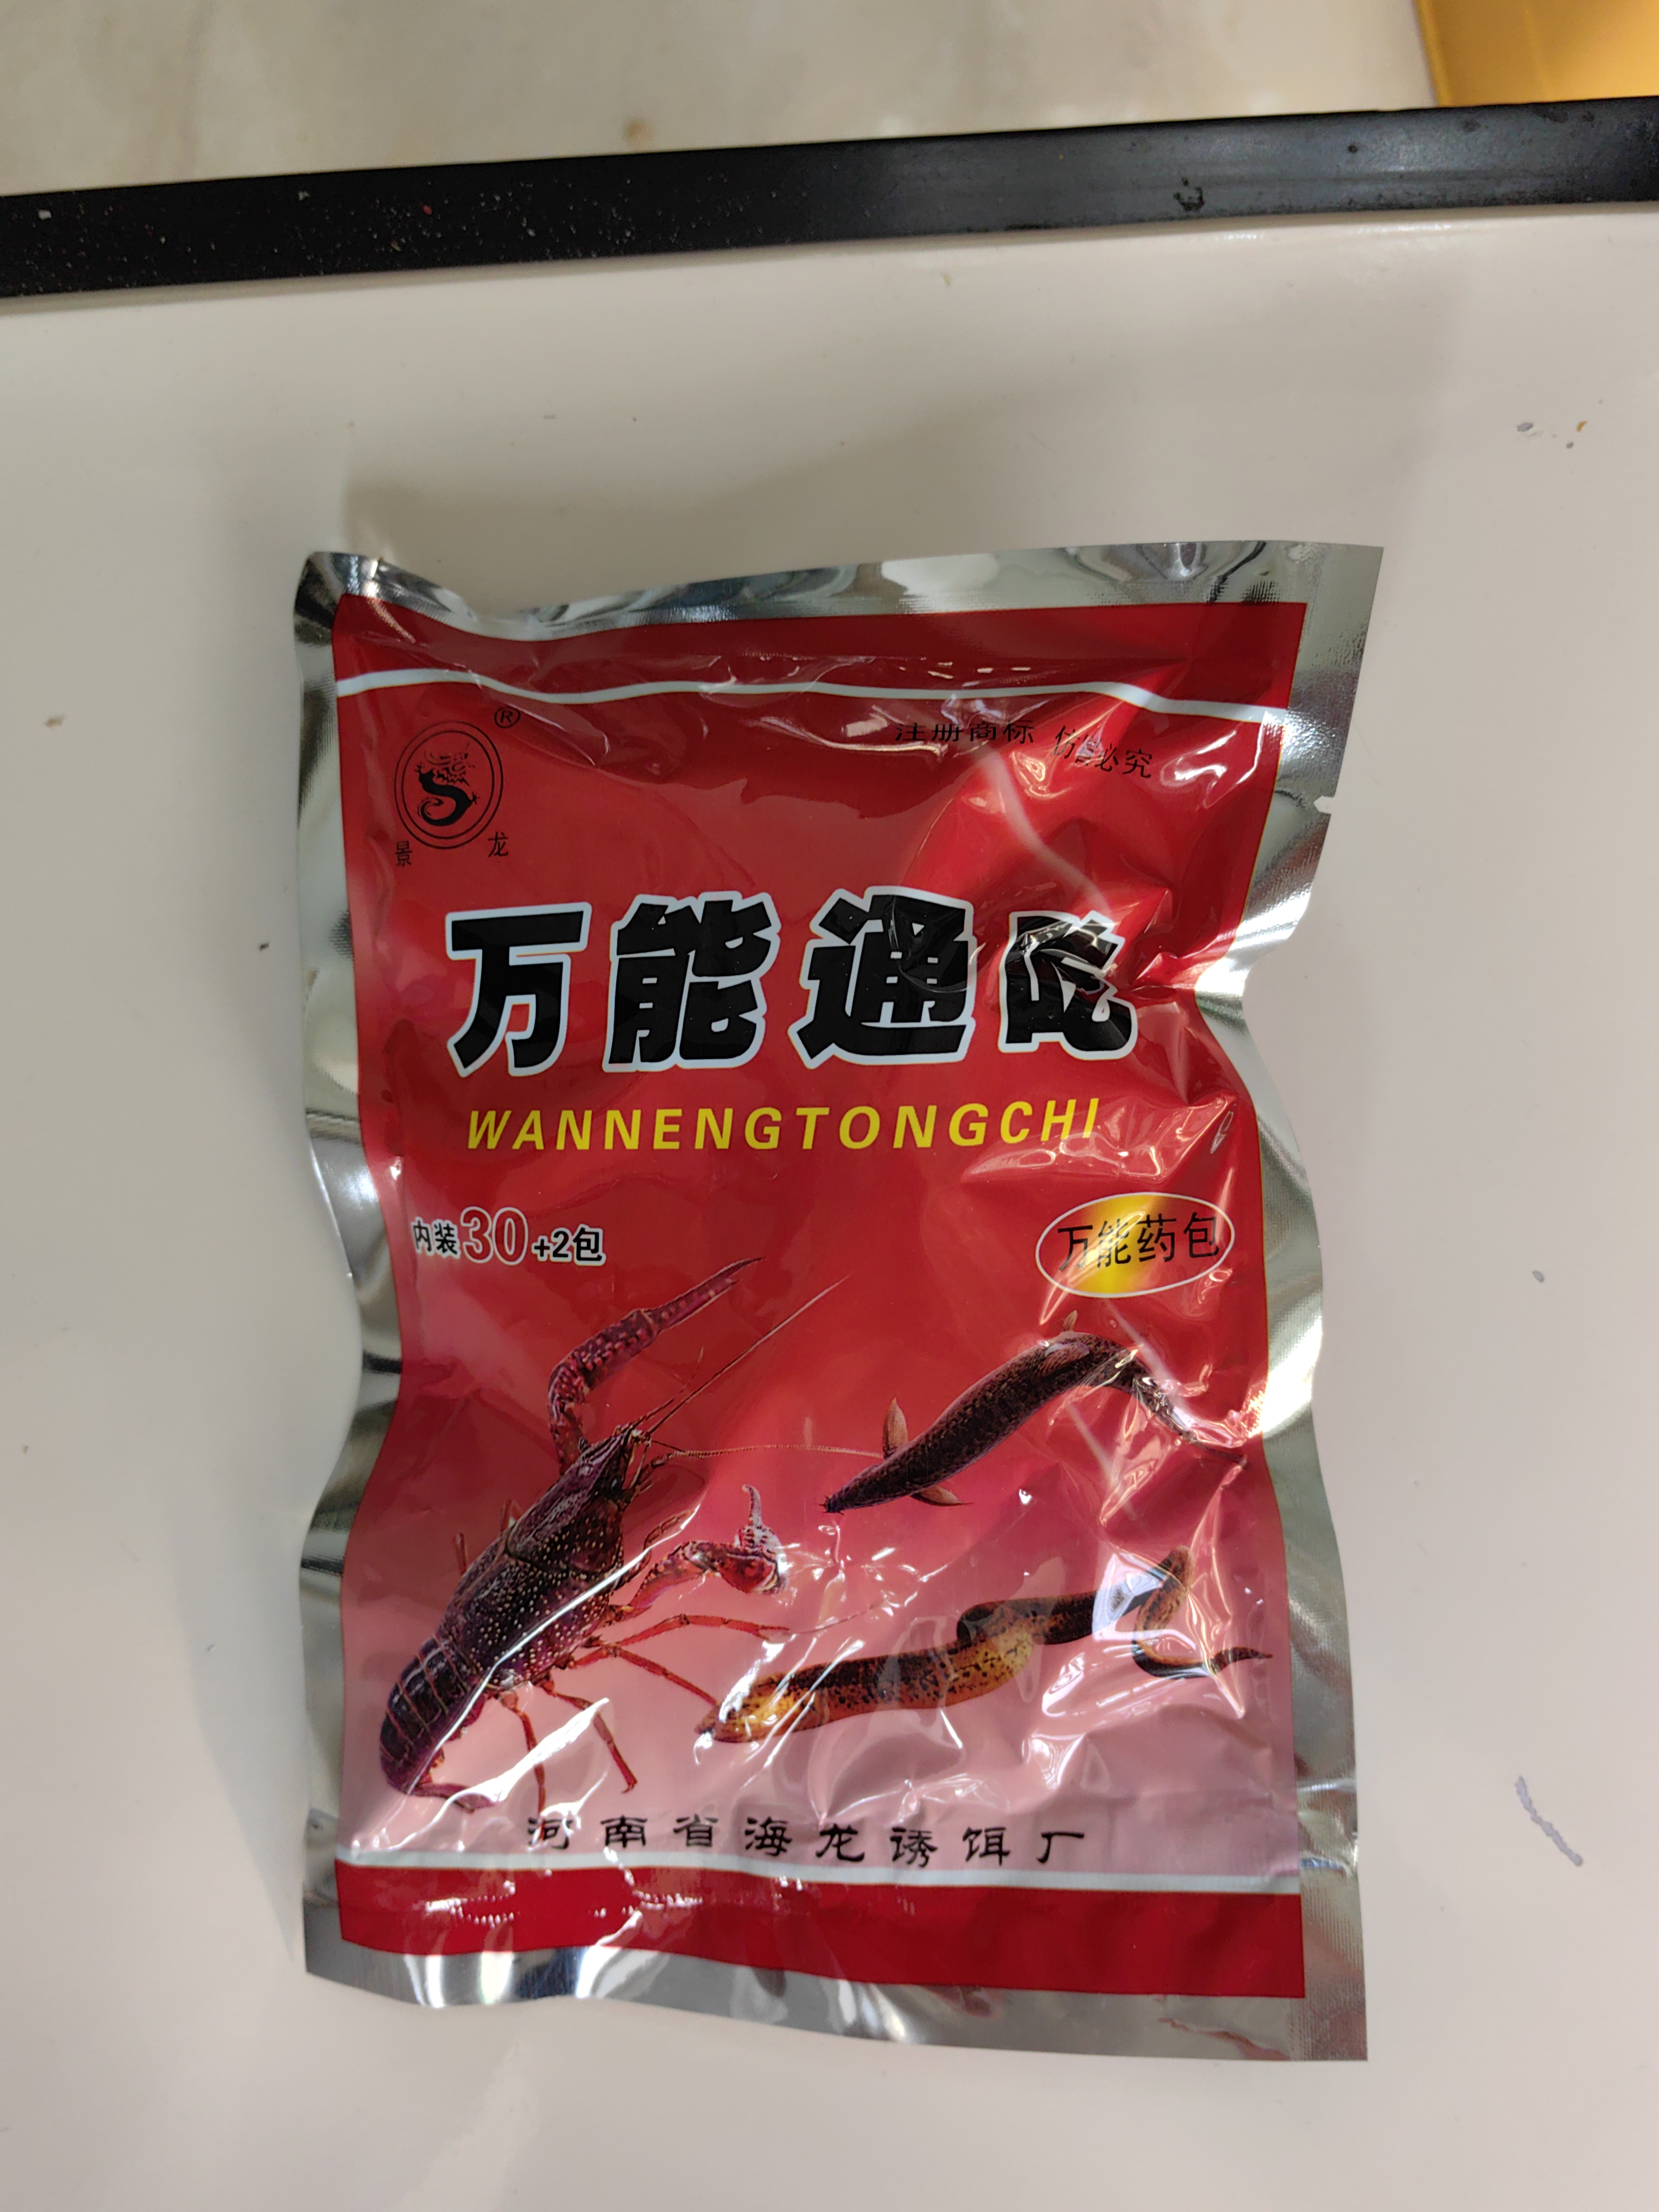 ®
注册商标 仿冒必究
景龙
万能通吃
WANNENGTONGCHI
内装30+2包
万能药包
河南省海龙诱饵厂